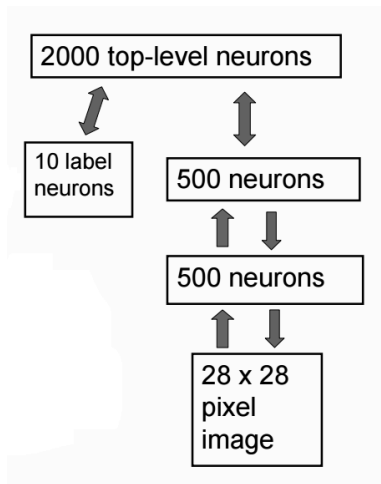 2000 top-level neurons
10 label
neurons
500 neurons
500 neurons
28 x 28
pixel
image